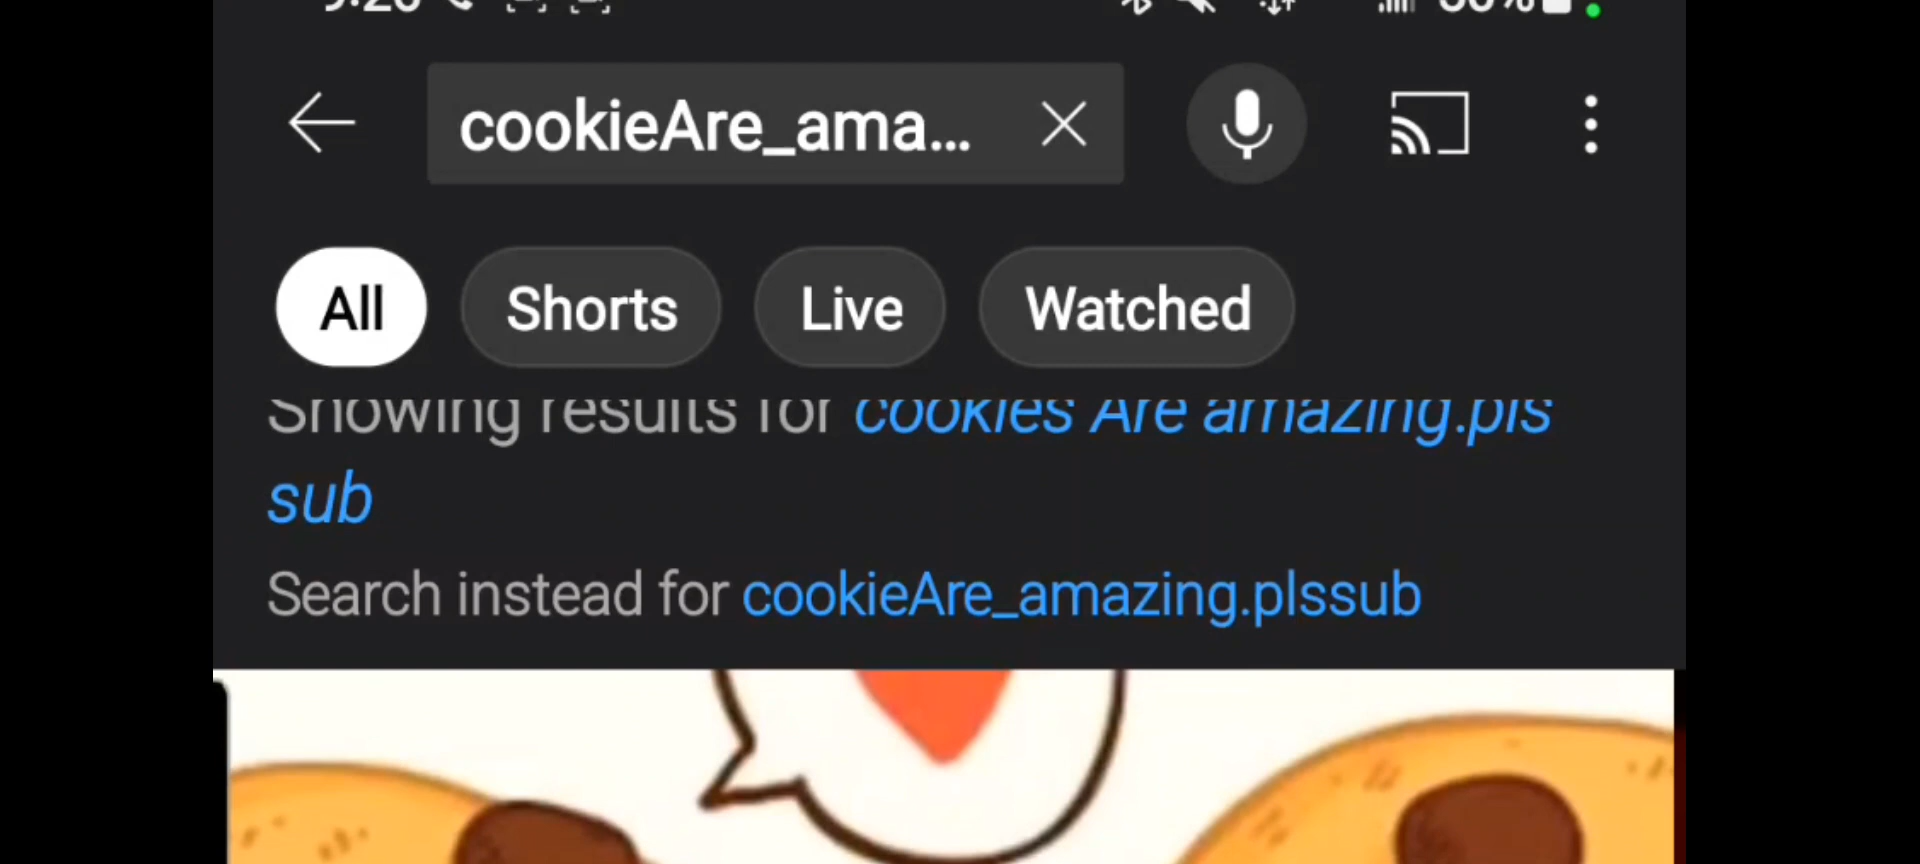 cookieAre_ama...
All Shorts Live Watched
Showing results for cookies Are amazing.pls
sub
Search instead for cookieAre_amazing.plssub